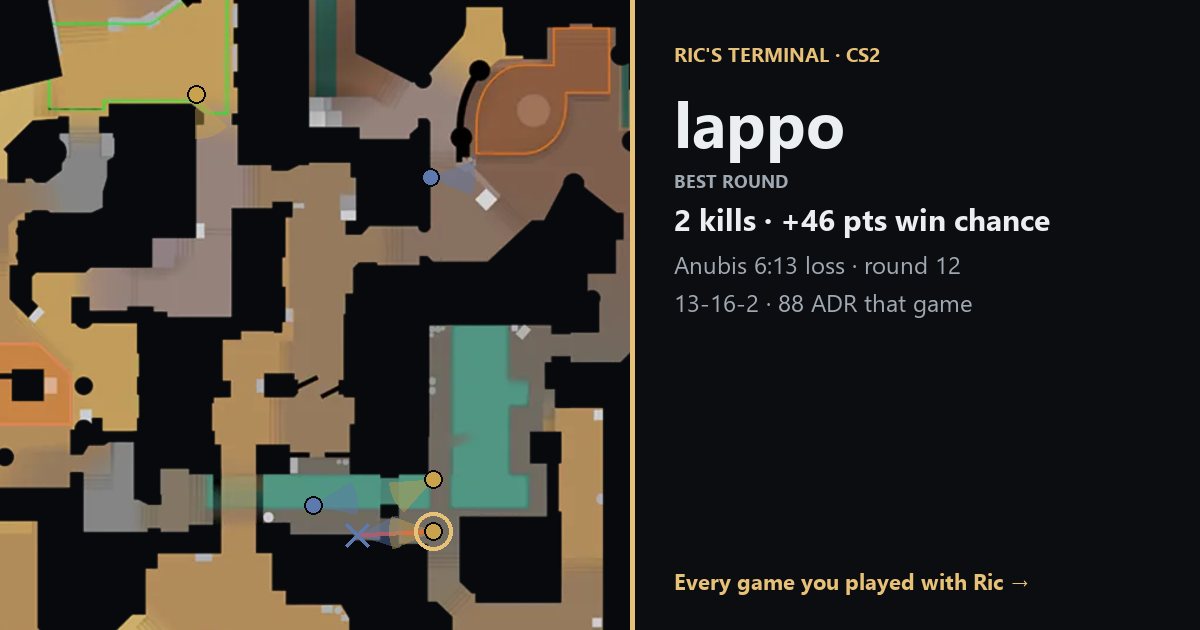 RIC'S TERMINAL · CS2
lappo
BEST ROUND
2 kills · +46 pts win chance
Anubis 6:13 loss · round 12
13-16-2 · 88 ADR that game
Every game you played with Ric →